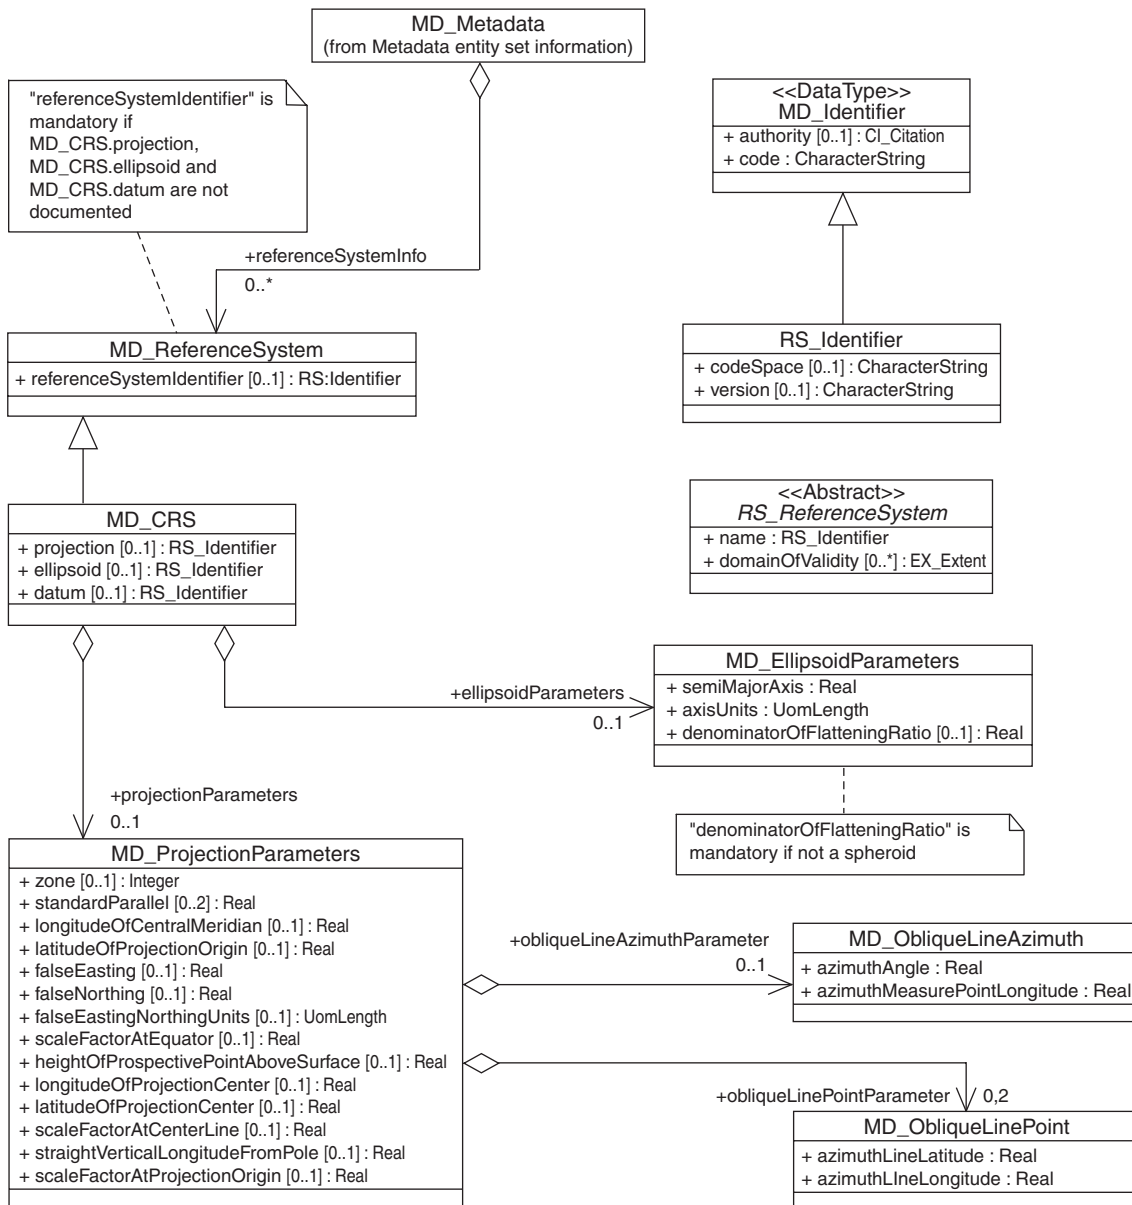 MD_Metadata
(from Metadata entity set information)
"referenceSystemIdentifier" is
mandatory if
MD_CRS.projection,
MD_CRS.ellipsoid and
MD_CRS.datum are not
documented
<<DataType>>
MD_Identifier
+ authority [0..1] : CI_Citation
+ code : CharacterString
+referenceSystemInfo
0..*
MD_ReferenceSystem
+ referenceSystemIdentifier [0..1] : RS:Identifier
RS_Identifier
+ codeSpace [0..1] : CharacterString
+ version [0..1] : CharacterString
MD_CRS
+ projection [0..1] : RS_Identifier
+ ellipsoid [0..1] : RS_Identifier
+ datum [0..1] : RS_Identifier
<<Abstract>>
RS_ReferenceSystem
+ name : RS_Identifier
+ domainOfValidity [0..*] : EX_Extent
+ellipsoidParameters
0..1
MD_EllipsoidParameters
+ semiMajorAxis : Real
+ axisUnits : UomLength
+ denominatorOfFlatteningRatio [0..1] : Real
"denominatorOfFlatteningRatio" is
mandatory if not a spheroid
+projectionParameters
0..1
MD_ProjectionParameters
+ zone [0..1] : Integer
+ standardParallel [0..2] : Real
+ longitudeOfCentralMeridian [0..1] : Real
+ latitudeOfProjectionOrigin [0..1] : Real
+ falseEasting [0..1] : Real
+ falseNorthing [0..1] : Real
+ falseEastingNorthingUnits [0..1] : UomLength
+ scaleFactorAtEquator [0..1] : Real
+ heightOfProspectivePointAboveSurface [0..1] : Real
+ longitudeOfProjectionCenter [0..1] : Real
+ latitudeOfProjectionCenter [0..1] : Real
+ scaleFactorAtCenterLine [0..1] : Real
+ straightVerticalLongitudeFromPole [0..1] : Real
+ scaleFactorAtProjectionOrigin [0..1] : Real
+obliqueLineAzimuthParameter
0..1
MD_ObliqueLineAzimuth
+ azimuthAngle : Real
+ azimuthMeasurePointLongitude : Real
+obliqueLinePointParameter
0,2
MD_ObliqueLinePoint
+ azimuthLineLatitude : Real
+ azimuthLIneLongitude : Real